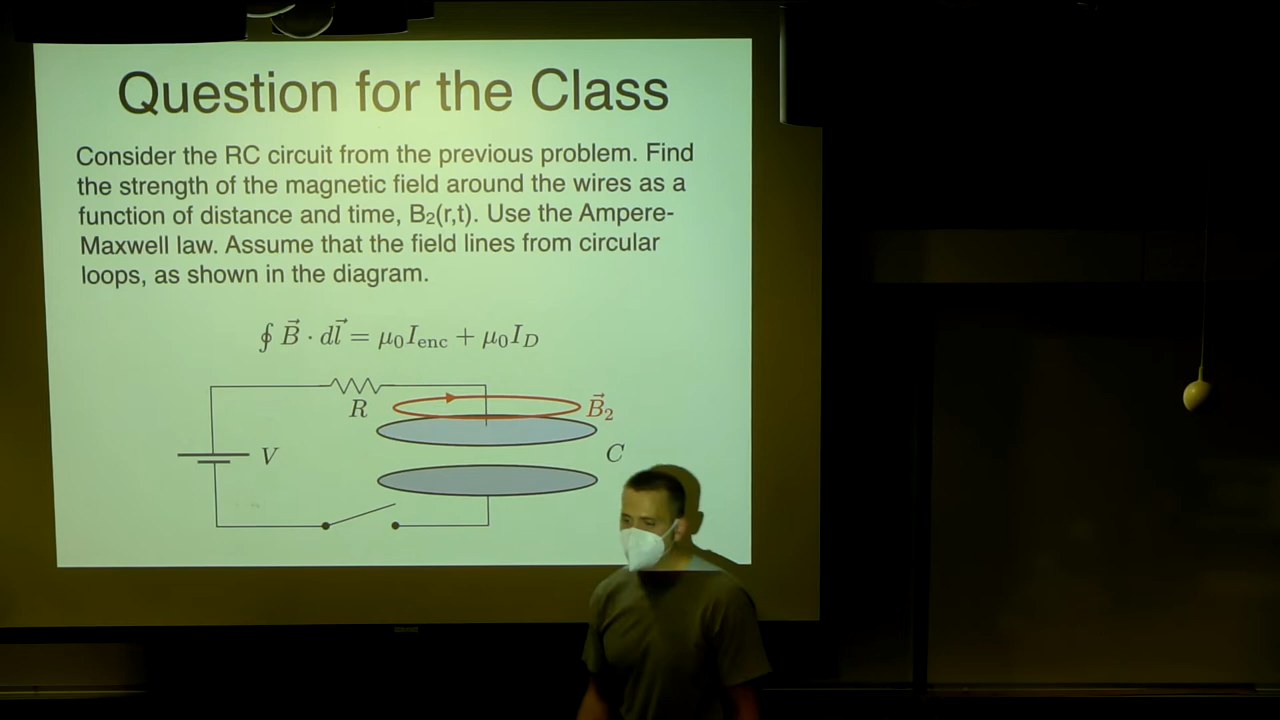 Question for the Class
Consider the RC circuit from the previous problem. Find
the strength of the magnetic field around the wires as a
function of distance and time, B₂(r,t). Use the Ampere-
Maxwell law. Assume that the field lines from circular
loops, as shown in the diagram.
∮ B⃗ · dl⃗ = μ₀I_enc + μ₀I_D
R
B⃗₂
V
C